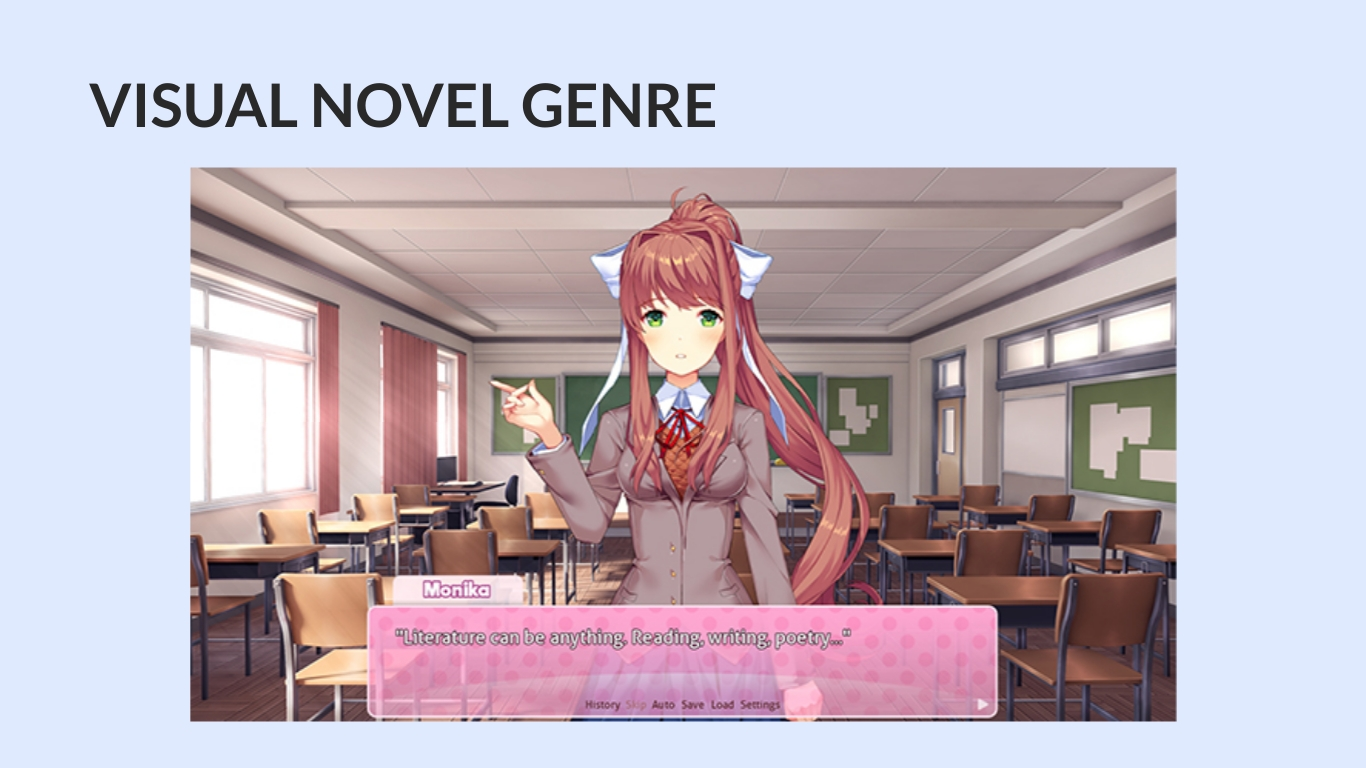 VISUAL NOVEL GENRE
Monika
"Literature can be anything. Reading, writing, poetry..."
History Skip Auto Save Load Settings